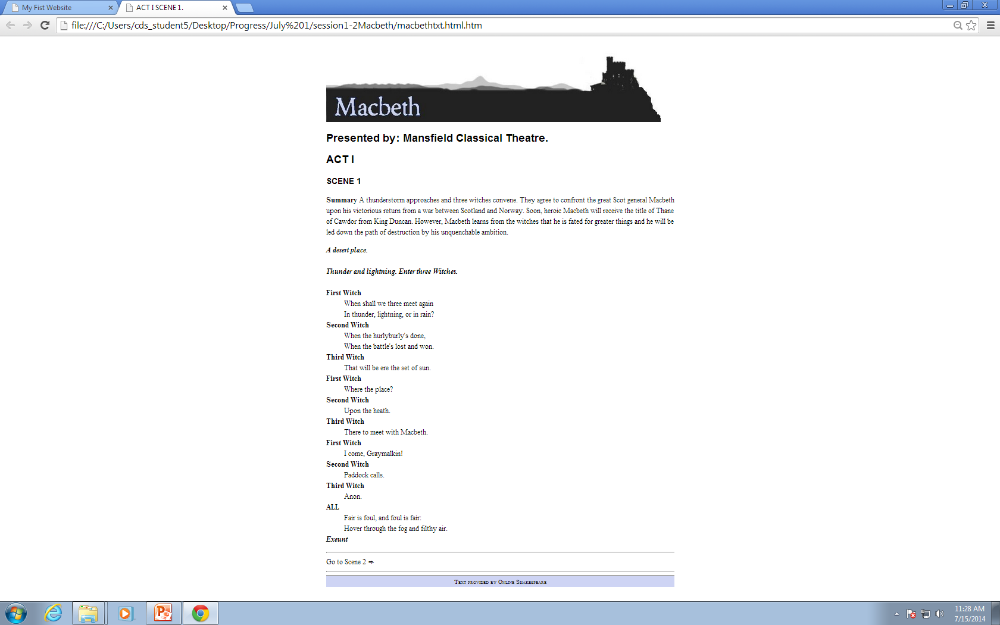 My Fist Website
ACT I SCENE 1.
file:///C:/Users/cds_student5/Desktop/Progress/July%201/session1-2Macbeth/macbethtxt.html.htm
Macbeth
Presented by: Mansfield Classical Theatre.
ACT I
SCENE 1
Summary A thunderstorm approaches and three witches convene. They agree to confront the great Scot general Macbeth
upon his victorious return from a war between Scotland and Norway. Soon, heroic Macbeth will receive the title of Thane
of Cawdor from King Duncan. However, Macbeth learns from the witches that he is fated for greater things and he will be
led down the path of destruction by his unquenchable ambition.
A desert place.
Thunder and lightning. Enter three Witches.
First Witch
When shall we three meet again
In thunder, lightning, or in rain?
Second Witch
When the hurlyburly's done,
When the battle's lost and won.
Third Witch
That will be ere the set of sun.
First Witch
Where the place?
Second Witch
Upon the heath.
Third Witch
There to meet with Macbeth.
First Witch
I come, Graymalkin!
Second Witch
Paddock calls.
Third Witch
Anon.
ALL
Fair is foul, and foul is fair:
Hover through the fog and filthy air.
Exeunt
Go to Scene 2 ⇒
Text provided by Online Shakespeare
11:28 AM
7/15/2014